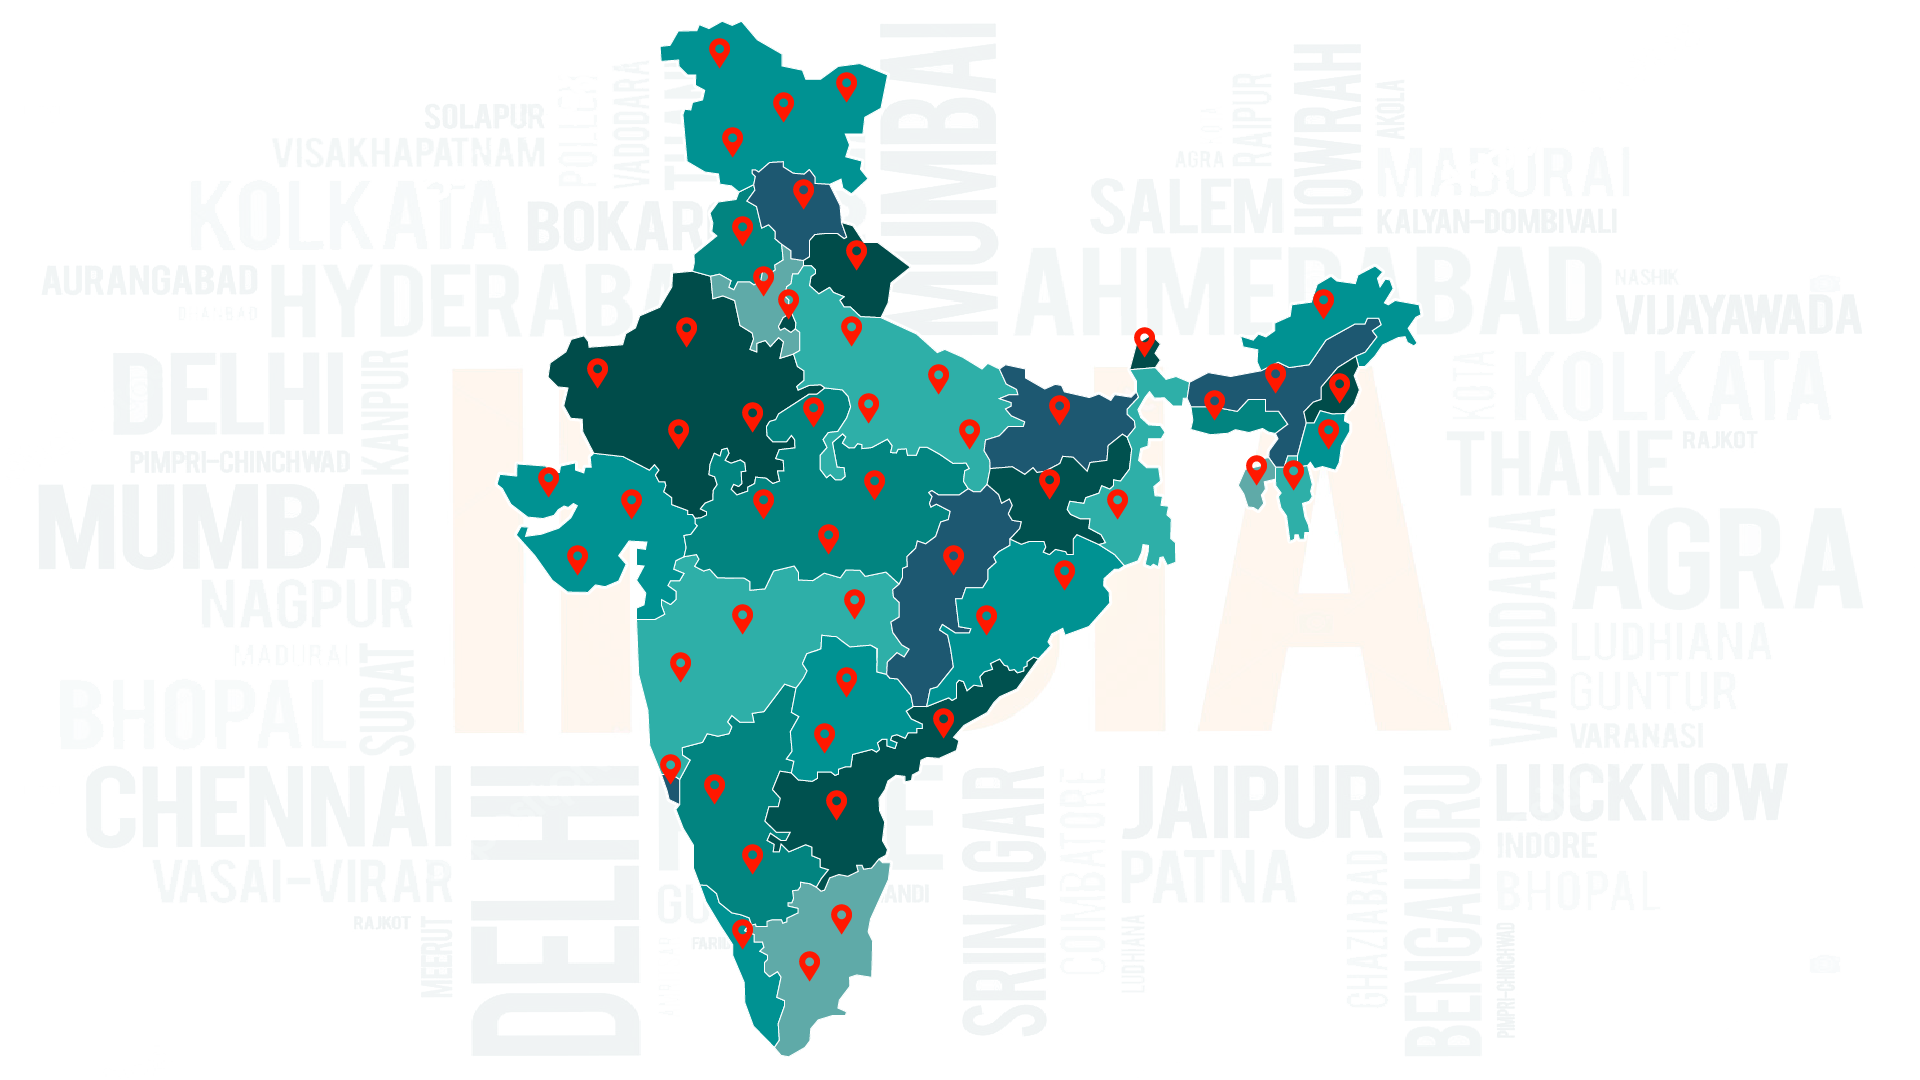 SOLAPUR
VISAKHAPATNAM
VADODARA
KOLKATA
BOKAR
AURANGABAD
HYDERABA
DELHI
KANPUR
PIMPRI-CHINCHWAD
MUMBAI
NAGPUR
MADURAI
SURAT
BHOPAL
CHENNAI
VASAI-VIRAR
RAJKOT
MEERUT
DELHI
MUMBAI
INDIA
AGRA
RAIPUR
HOWRAH
AKOLA
MADURAI
SALEM
KALYAN-DOMBIVALI
AHMEDABAD
NASHIK
VIJAYAWADA
KOTA
KOLKATA
THANE
RAJKOT
VADODARA
AGRA
LUDHIANA
GUNTUR
VARANASI
SRINAGAR
COIMBATORE
JAIPUR
PATNA
LUDHIANA
GHAZIABAD
BENGALURU
LUCKNOW
INDORE
BHOPAL
PIMPRI-CHINCHWAD